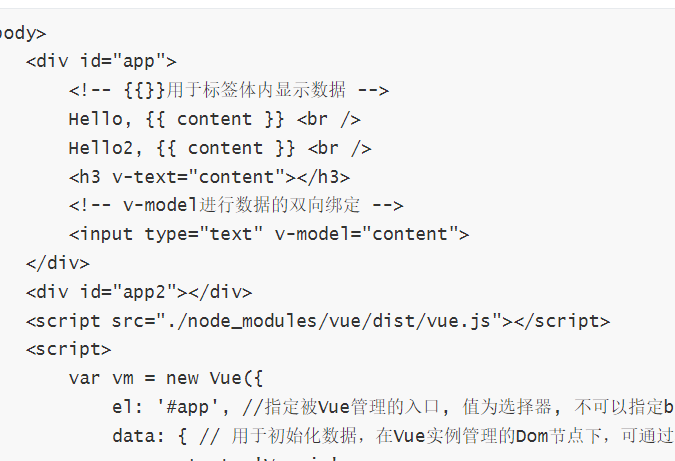 body>
<div id="app">
<!-- {{}}用于标签体内显示数据 -->
Hello, {{ content }} <br />
Hello2, {{ content }} <br />
<h3 v-text="content"></h3>
<!-- v-model进行数据的双向绑定 -->
<input type="text" v-model="content">
</div>
<div id="app2"></div>
<script src="./node_modules/vue/dist/vue.js"></script>
<script>
var vm = new Vue({
el: '#app', //指定被Vue管理的入口, 值为选择器, 不可以指定b
data: { // 用于初始化数据，在Vue实例管理的Dom节点下，可通过